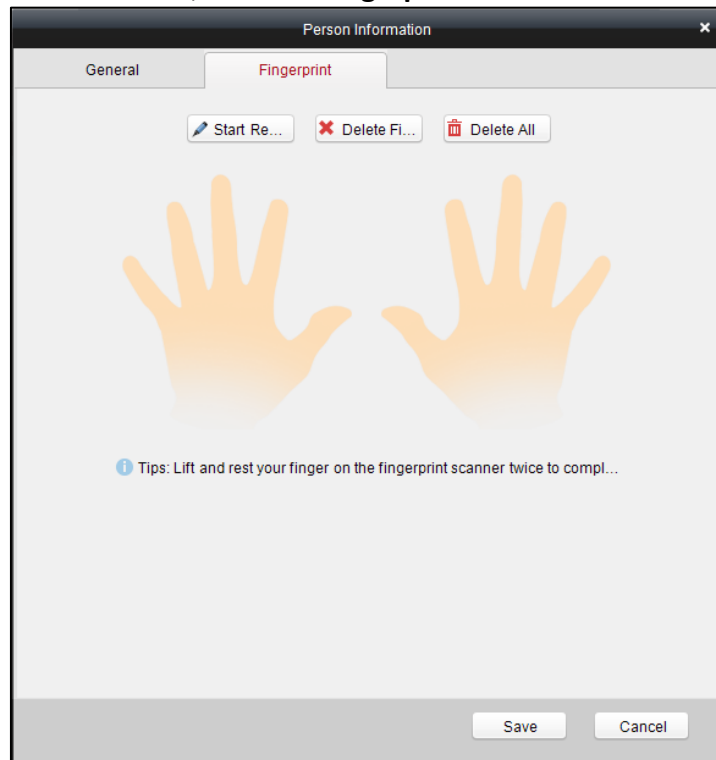 Person Information
General Fingerprint
Start Re... Delete Fi... Delete All
Tips: Lift and rest your finger on the fingerprint scanner twice to compl...
Save Cancel